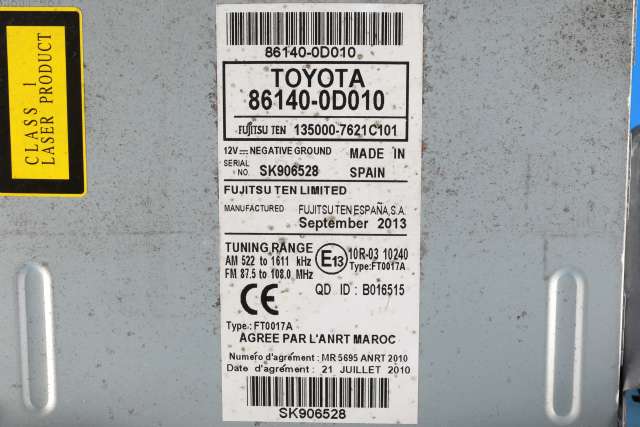 CLASS 1
LASER PRODUCT
86140-0D010
TOYOTA
86140-0D010
FUJITSU TEN 135000-7621C101
12V⎓ NEGATIVE GROUND
MADE IN
SPAIN
SERIAL
NO. SK906528
FUJITSU TEN LIMITED
MANUFACTURED FUJITSU TEN ESPAÑA,S.A.
September 2013
TUNING RANGE
AM 522 to 1611 kHz
FM 87.5 to 108.0 MHz
E13
10R-03 10240
Type:FT0017A
CE
QD ID : B016515
Type.: FT0017A
AGREE PAR L'ANRT MAROC
Numéro d'agrément : MR 5695 ANRT 2010
Date d'agrément : 21 JUILLET 2010
SK906528